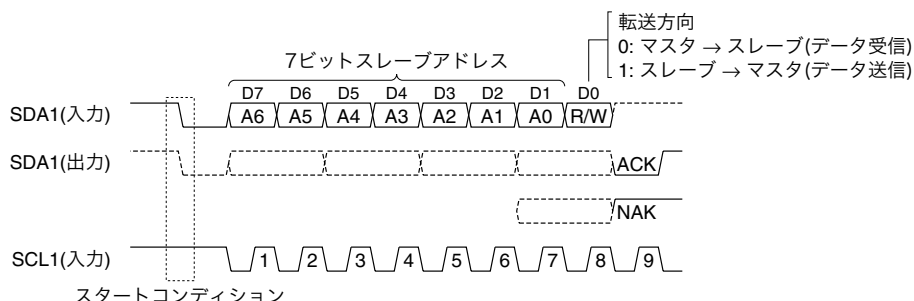 転送方向
0: マスタ → スレーブ(データ受信)
1: スレーブ → マスタ(データ送信)
7ビットスレーブアドレス
D7 D6 D5 D4 D3 D2 D1 D0
SDA1(入力) A6 A5 A4 A3 A2 A1 A0 R/W
SDA1(出力) ACK
NAK
SCL1(入力) 1 2 3 4 5 6 7 8 9
スタートコンディション